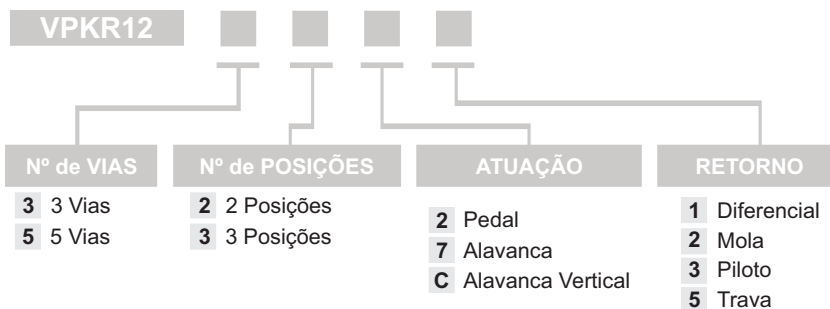 VPKR12
Nº de VIAS
3 3 Vias
5 5 Vias
Nº de POSIÇÕES
2 2 Posições
3 3 Posições
ATUAÇÃO
2 Pedal
7 Alavanca
C Alavanca Vertical
RETORNO
1 Diferencial
2 Mola
3 Piloto
5 Trava